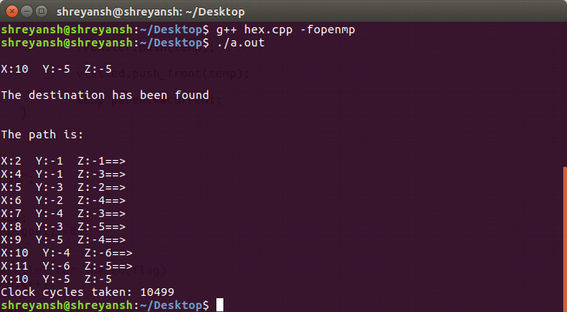 shreyansh@shreyansh: ~/Desktop
shreyansh@shreyansh:~/Desktop$ g++ hex.cpp -fopenmp
shreyansh@shreyansh:~/Desktop$ ./a.out
X:10 Y:-5 Z:-5
The destination has been found
The path is:
X:2 Y:-1 Z:-1==>
X:4 Y:-1 Z:-3==>
X:5 Y:-3 Z:-2==>
X:6 Y:-2 Z:-4==>
X:7 Y:-4 Z:-3==>
X:8 Y:-3 Z:-5==>
X:9 Y:-5 Z:-4==>
X:10 Y:-4 Z:-6==>
X:11 Y:-6 Z:-5==>
X:10 Y:-5 Z:-5
Clock cycles taken: 10499
shreyansh@shreyansh:~/Desktop$